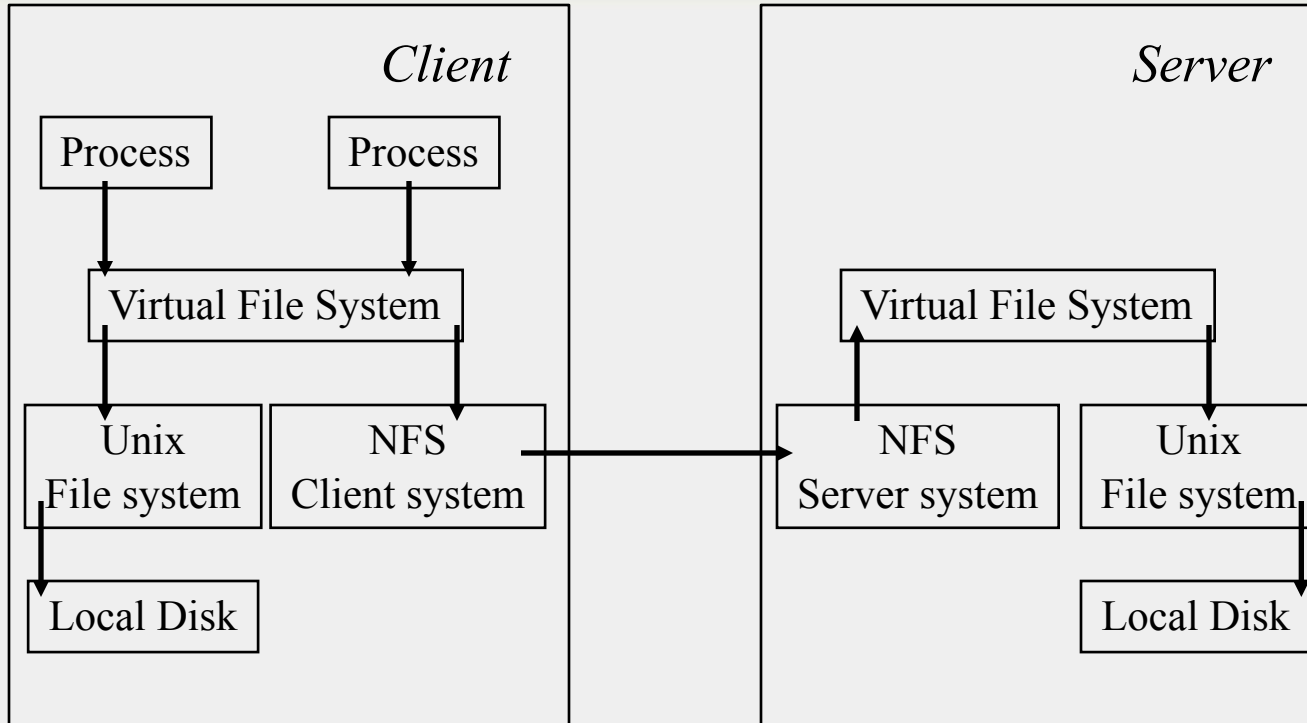 Client
Process
Process
Virtual File System
Unix
File system
NFS
Client system
Local Disk
Server
Virtual File System
NFS
Server system
Unix
File system
Local Disk